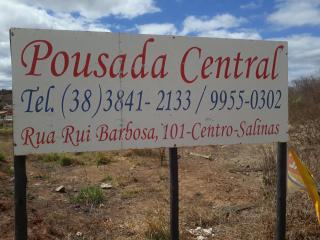 Pousada Central
Tel. (38)3841-2133 / 9955-0302
Rua Rui Barbosa, 101-Centro-Salinas